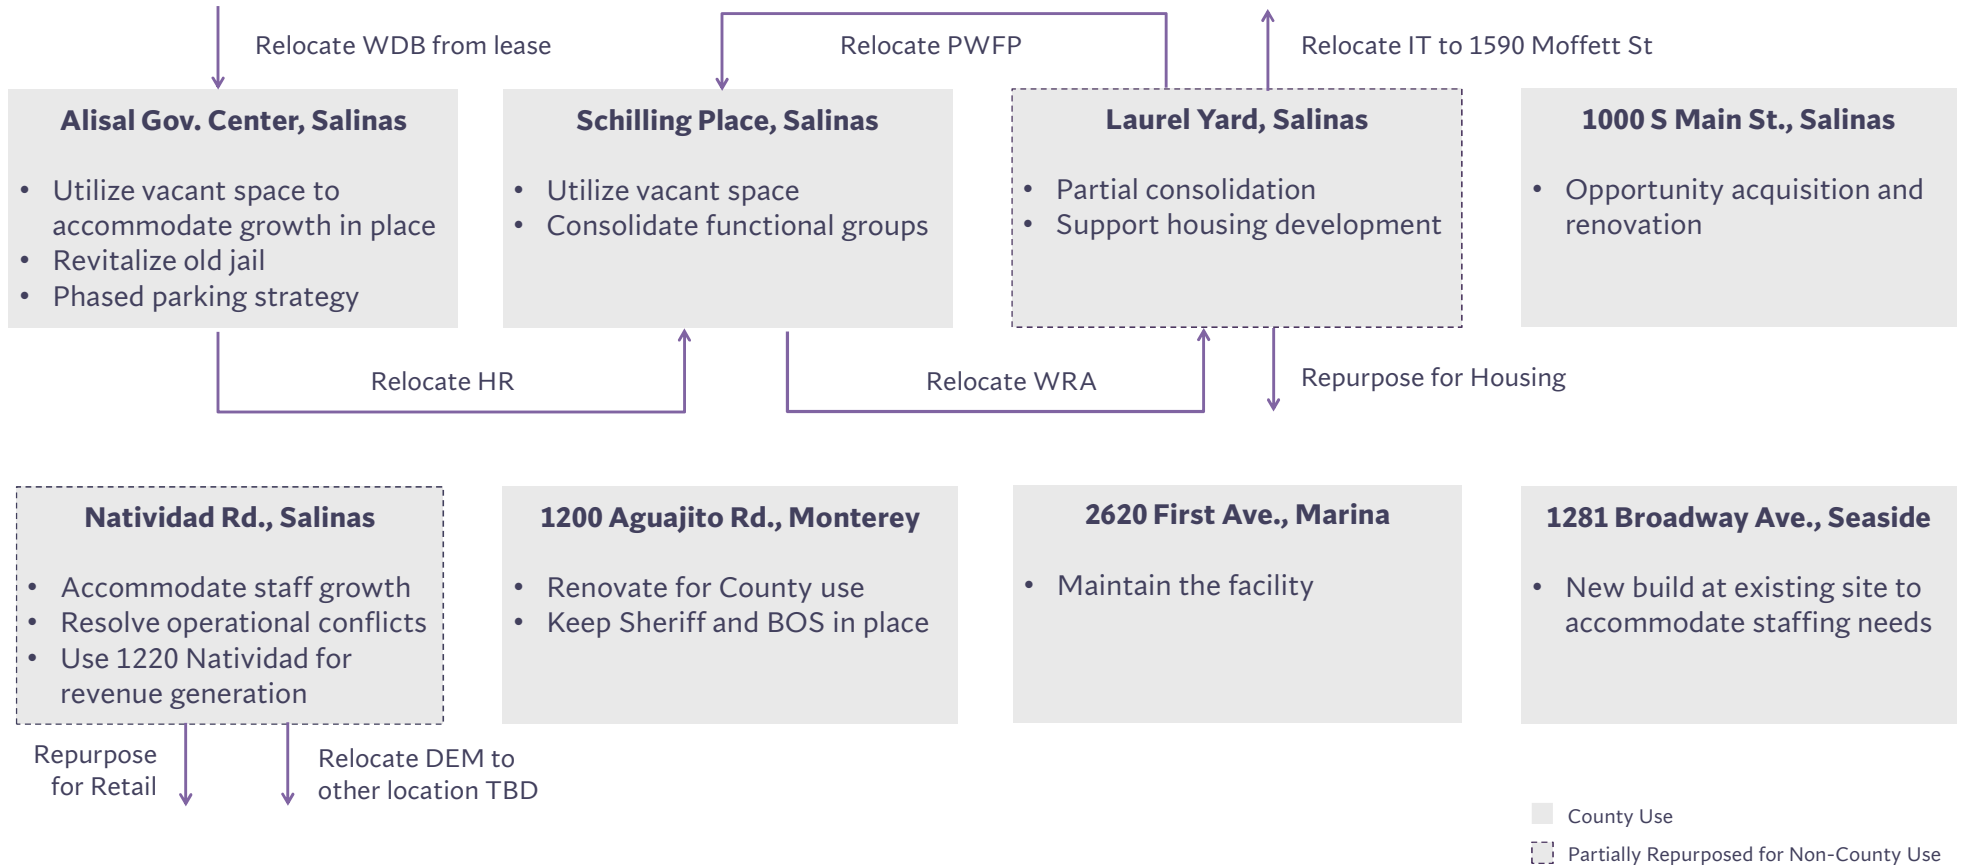 Relocate WDB from lease
Relocate PWFP
Relocate IT to 1590 Moffett St
Alisal Gov. Center, Salinas
• Utilize vacant space to
accommodate growth in place
• Revitalize old jail
• Phased parking strategy
Schilling Place, Salinas
• Utilize vacant space
• Consolidate functional groups
Laurel Yard, Salinas
• Partial consolidation
• Support housing development
1000 S Main St., Salinas
• Opportunity acquisition and
renovation
Relocate HR
Relocate WRA
Repurpose for Housing
Natividad Rd., Salinas
• Accommodate staff growth
• Resolve operational conflicts
• Use 1220 Natividad for
revenue generation
1200 Aguajito Rd., Monterey
• Renovate for County use
• Keep Sheriff and BOS in place
2620 First Ave., Marina
• Maintain the facility
1281 Broadway Ave., Seaside
• New build at existing site to
accommodate staffing needs
Repurpose
for Retail
Relocate DEM to
other location TBD
County Use
Partially Repurposed for Non-County Use